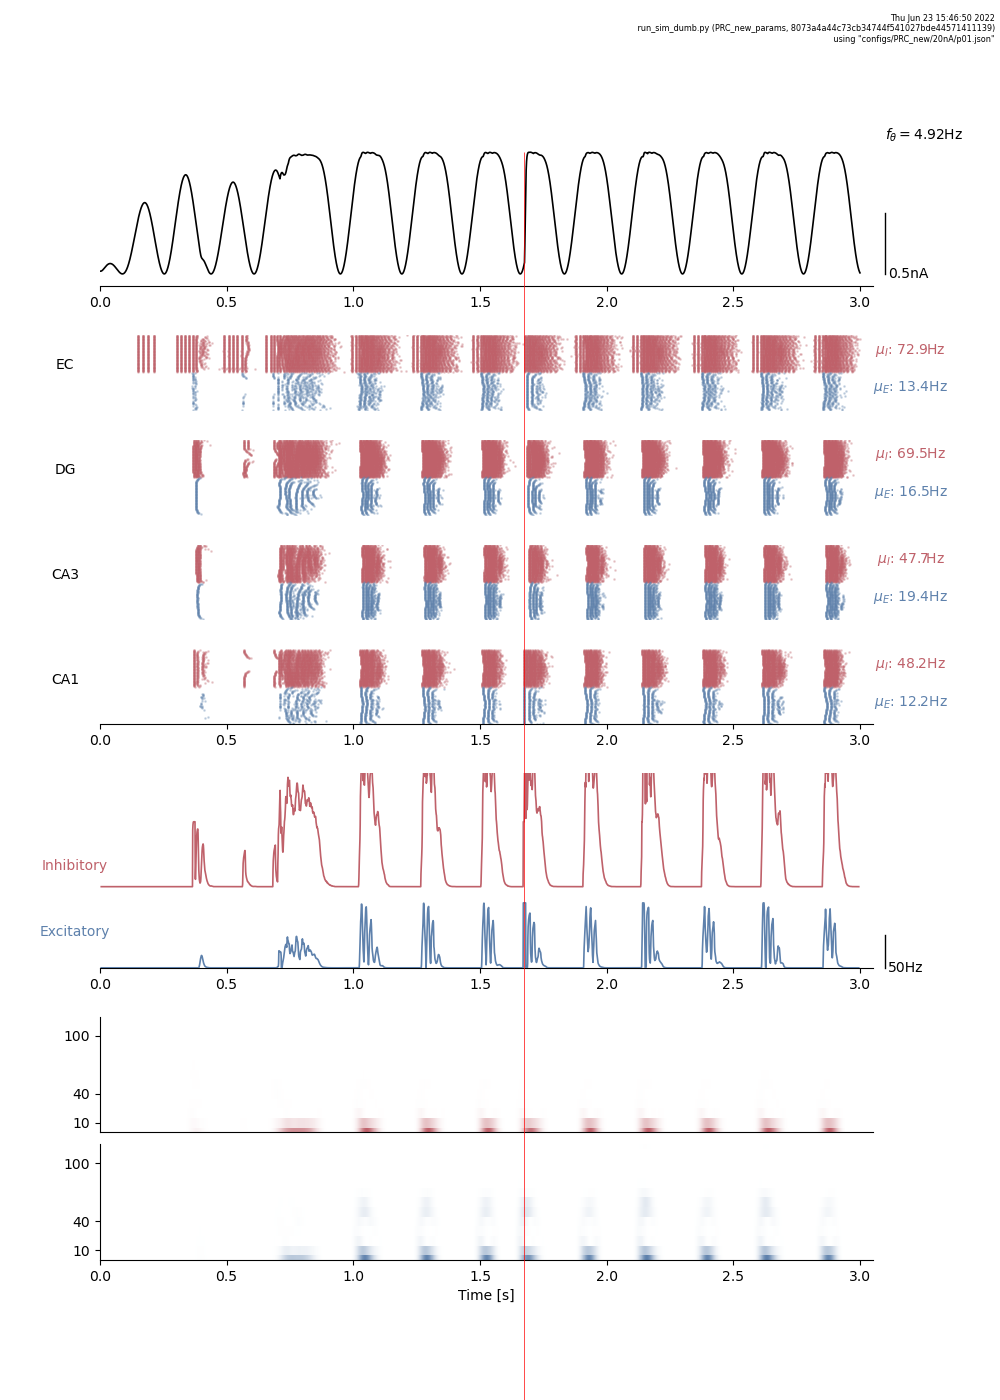 Thu Jun 23 15:46:50 2022
run_sim_dumb.py (PRC_new_params, 8073a4a44c73cb34744f541027bde44571411139)
using "configs/PRC_new/20nA/p01.json"
f_θ = 4.92Hz
0.5nA
0.0 0.5 1.0 1.5 2.0 2.5 3.0
EC
μ_I: 72.9Hz
μ_E: 13.4Hz
DG
μ_I: 69.5Hz
μ_E: 16.5Hz
CA3
μ_I: 47.7Hz
μ_E: 19.4Hz
CA1
μ_I: 48.2Hz
μ_E: 12.2Hz
0.0 0.5 1.0 1.5 2.0 2.5 3.0
Inhibitory
Excitatory
50Hz
0.0 0.5 1.0 1.5 2.0 2.5 3.0
100
40
10
100
40
10
0.0 0.5 1.0 1.5 2.0 2.5 3.0
Time [s]